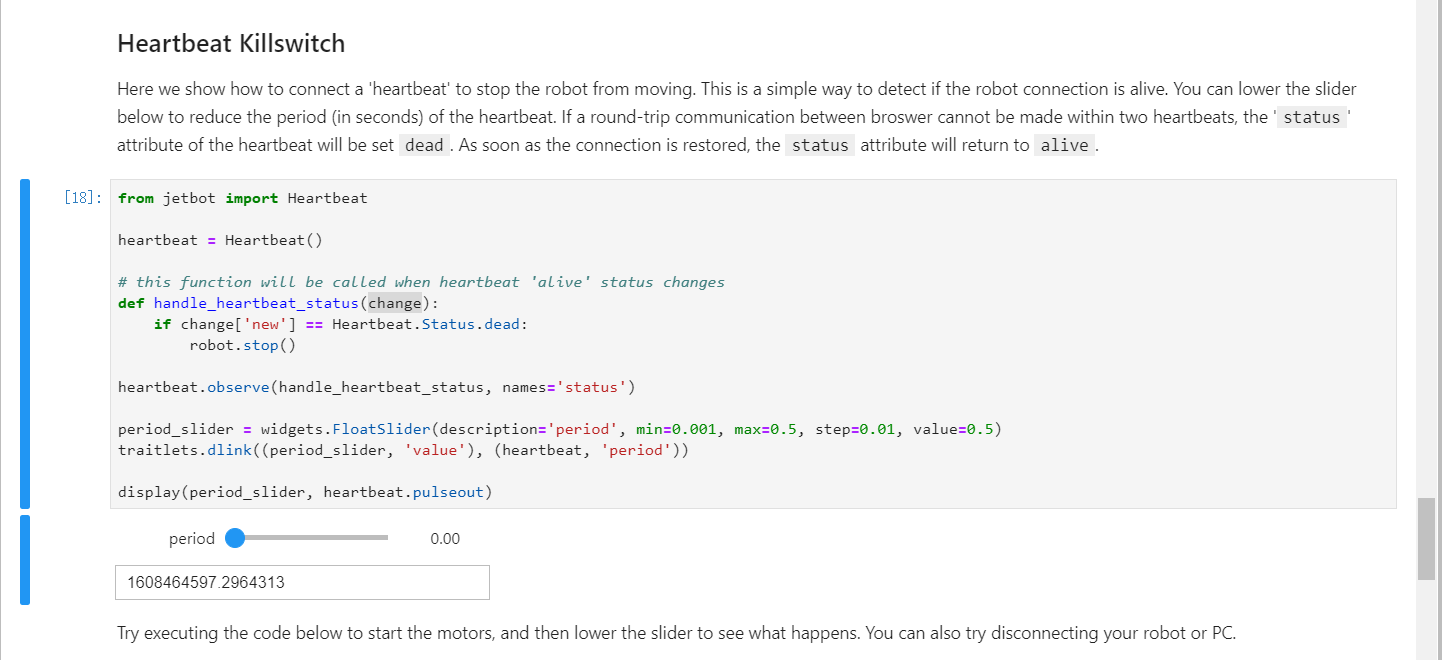 Heartbeat Killswitch
Here we show how to connect a 'heartbeat' to stop the robot from moving. This is a simple way to detect if the robot connection is alive. You can lower the slider
below to reduce the period (in seconds) of the heartbeat. If a round-trip communication between broswer cannot be made within two heartbeats, the 'status'
attribute of the heartbeat will be set dead. As soon as the connection is restored, the status attribute will return to alive.
[18]:
from jetbot import Heartbeat
heartbeat = Heartbeat()
# this function will be called when heartbeat 'alive' status changes
def handle_heartbeat_status(change):
    if change['new'] == Heartbeat.Status.dead:
        robot.stop()
heartbeat.observe(handle_heartbeat_status, names='status')
period_slider = widgets.FloatSlider(description='period', min=0.001, max=0.5, step=0.01, value=0.5)
traitlets.dlink((period_slider, 'value'), (heartbeat, 'period'))
display(period_slider, heartbeat.pulseout)
period 0.00
1608464597.2964313
Try executing the code below to start the motors, and then lower the slider to see what happens. You can also try disconnecting your robot or PC.